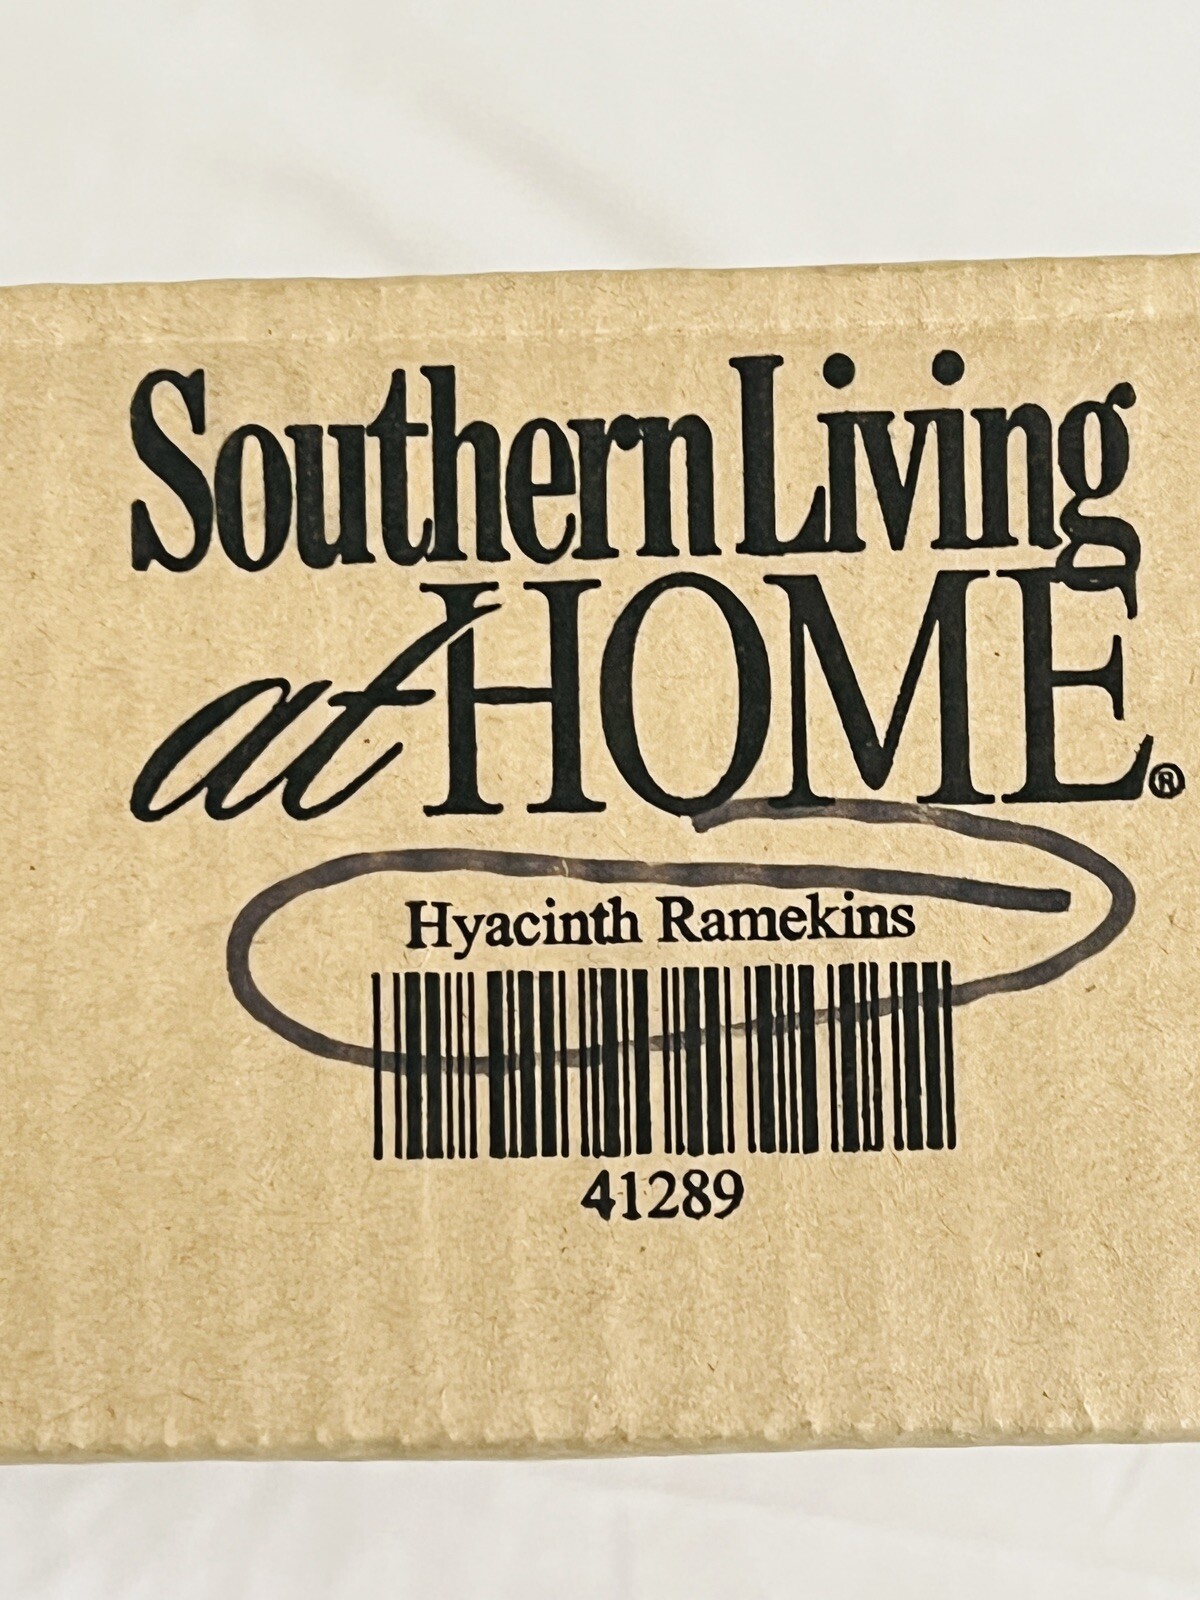 Southern Living
at HOME®
Hyacinth Ramekins
41289